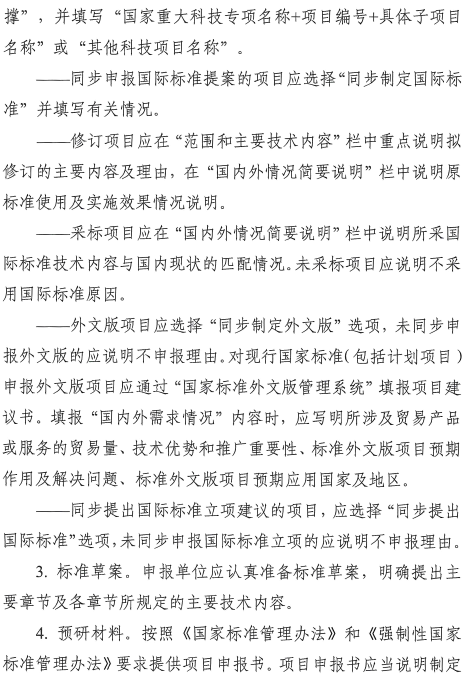 撑”，并填写“国家重大科技专项名称+项目编号+具体子项目
名称”或“其他科技项目名称”。
——同步申报国际标准提案的项目应选择“同步制定国际标
准”并填写有关情况。
——修订项目应在“范围和主要技术内容”栏中重点说明拟
修订的主要内容及理由，在“国内外情况简要说明”栏中说明原
标准使用及实施效果情况说明。
——采标项目应在“国内外情况简要说明”栏中说明所采国
际标准技术内容与国内现状的匹配情况。未采标项目应说明不采
用国际标准原因。
——外文版项目应选择“同步制定外文版”选项，未同步申
报外文版的应说明不申报理由。对现行国家标准（包括计划项目）
申报外文版项目应通过“国家标准外文版管理系统”填报项目建
议书。填报“国内外需求情况”内容时，应写明所涉及贸易产品
或服务的贸易量、技术优势和推广重要性、标准外文版项目预期
作用及解决问题、标准外文版项目预期应用国家及地区。
——同步提出国际标准立项建议的项目，应选择“同步提出
国际标准”选项，未同步申报国际标准立项的应说明不申报理由。
3. 标准草案。申报单位应认真准备标准草案，明确提出主
要章节及各章节所规定的主要技术内容。
4. 预研材料。按照《国家标准管理办法》和《强制性国家
标准管理办法》要求提供项目申报书。项目申报书应当说明制定